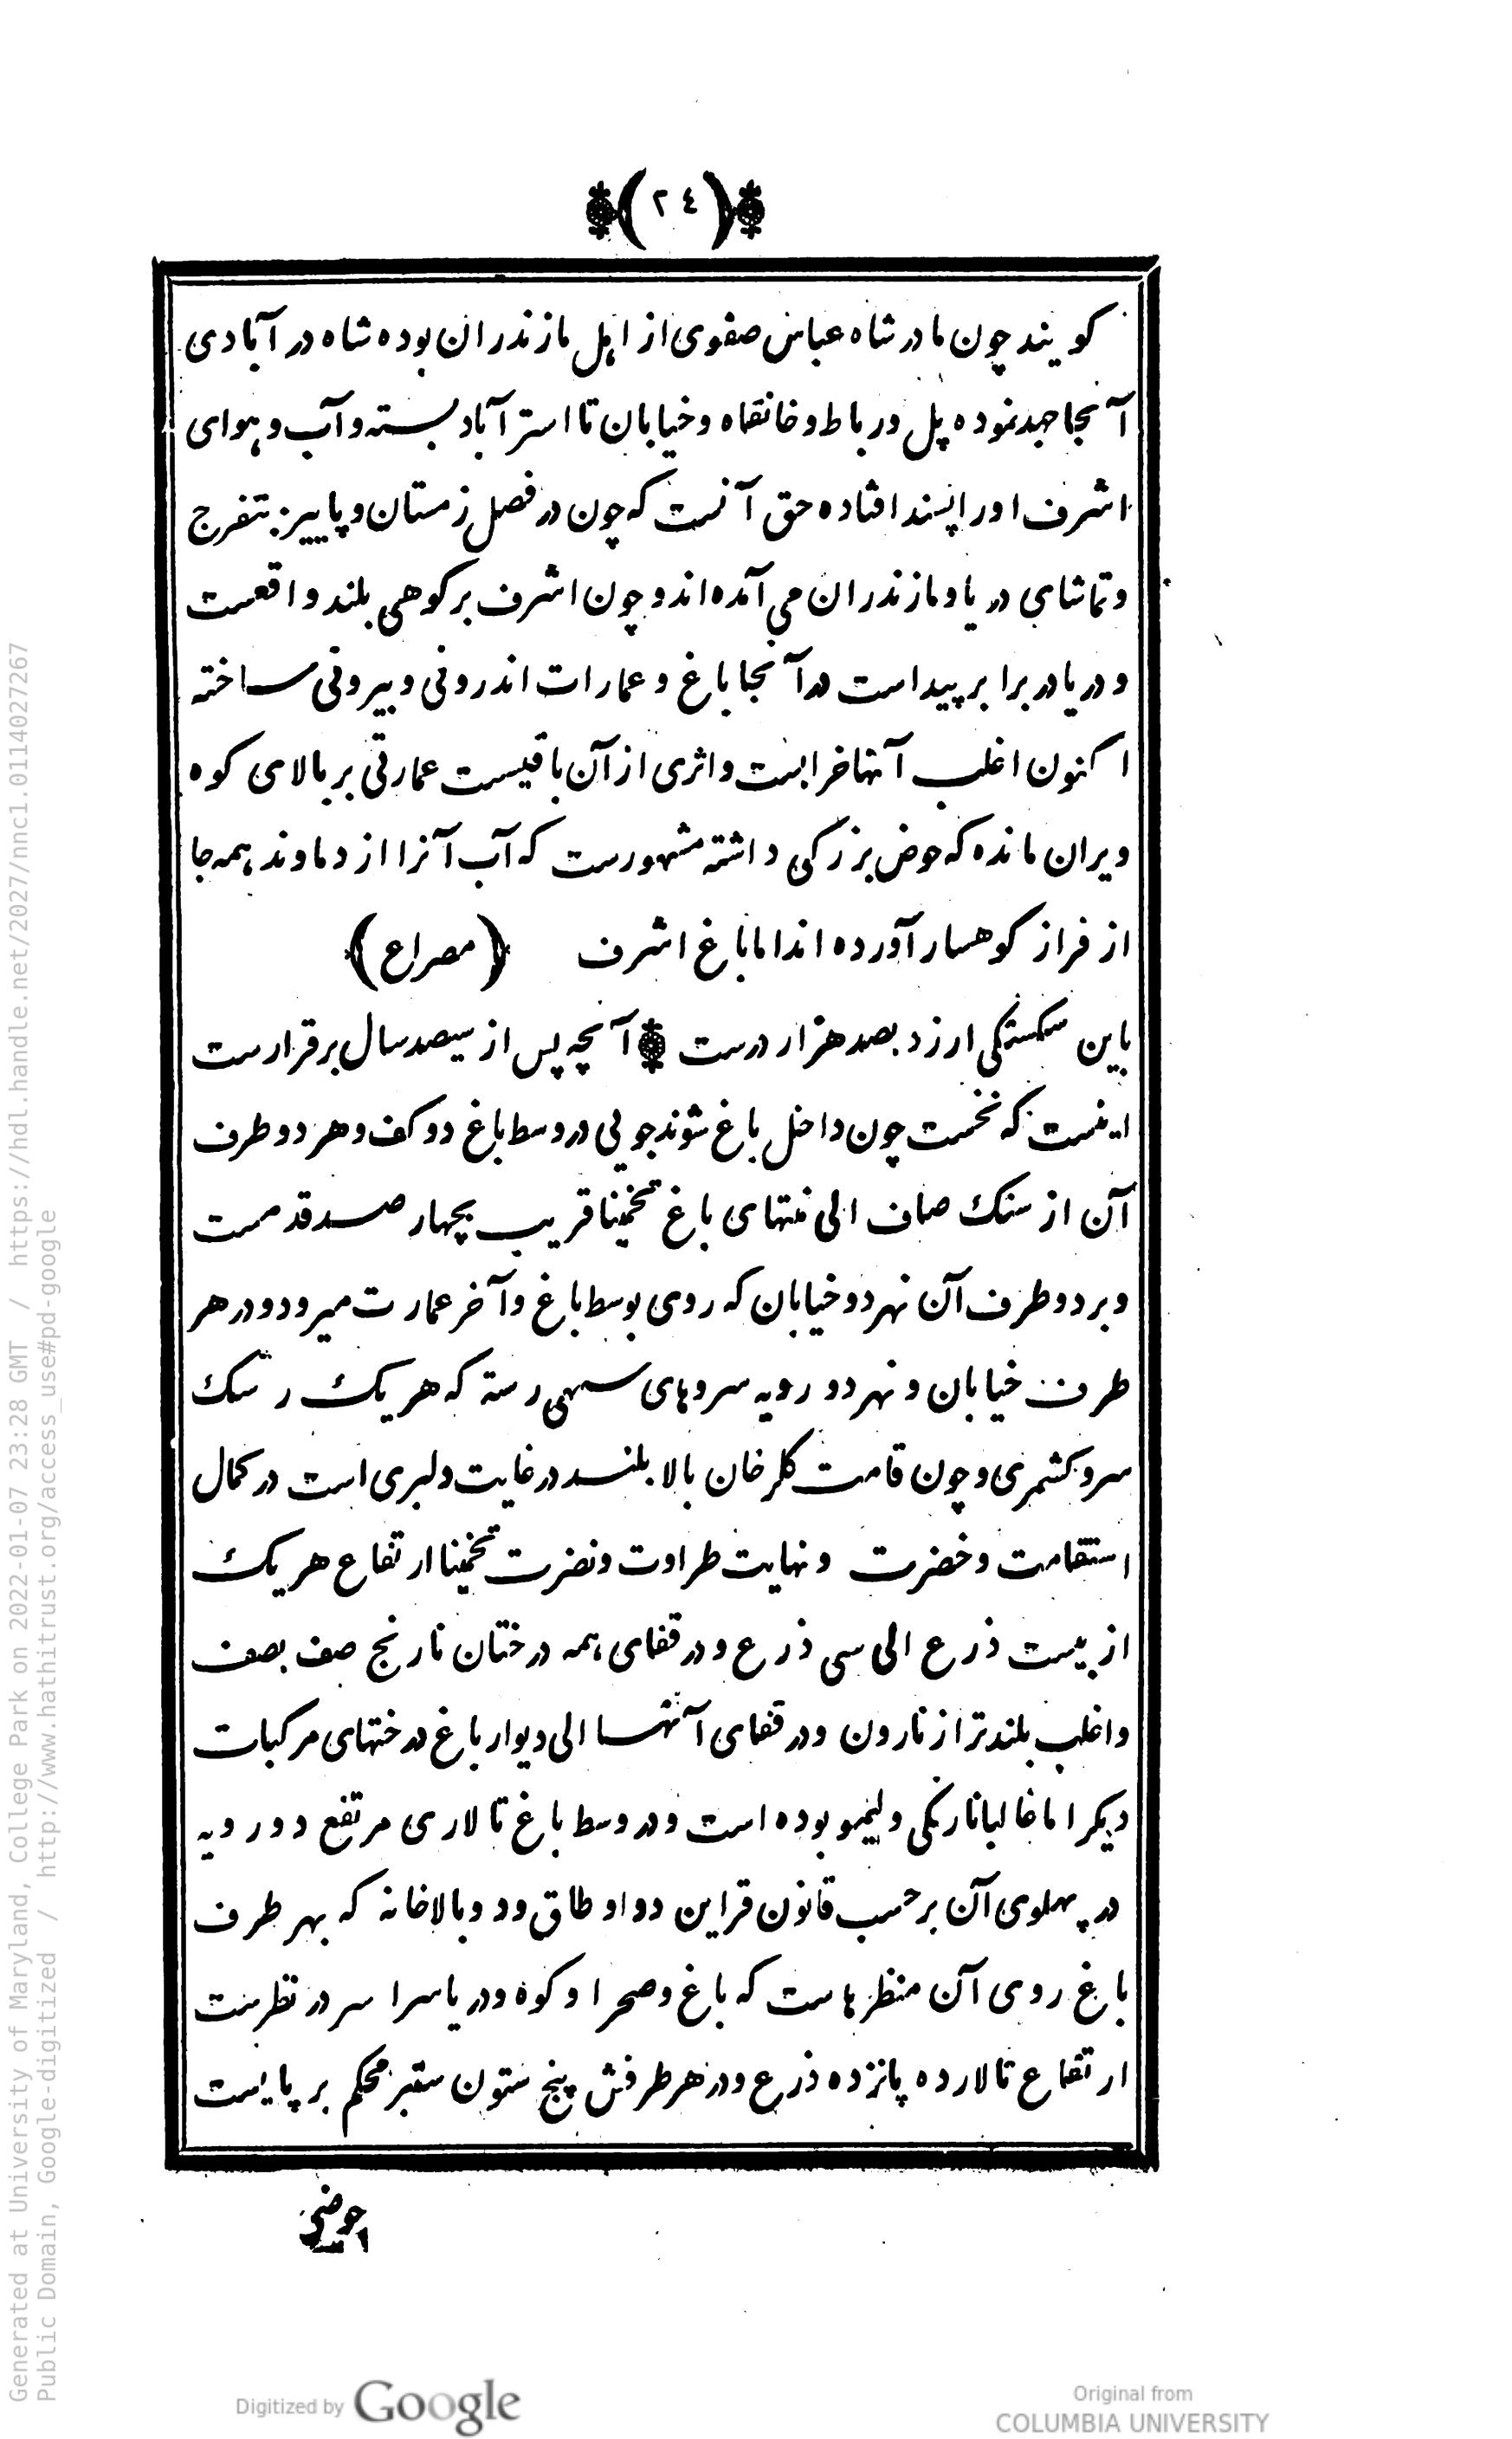 (٢٤)
کویند چون مادر شاه عباس صفوی از اهل مازندران بوده شاه در آبادی
آنجا جهد نموده پل و رباط و خانقاه و خیابان تا استرآباد بسته و آب و هوای
اشرف او را پسند افتاده حق آنست که چون در فصل زمستان و پاییز بتفرج
و تماشای دریا و مازندران می آمده اند و چون اشرف بر کوهی بلند واقعست
و دریا در برابر پیداست در آنجا باغ و عمارات اندرونی و بیرونی ساخته
اکنون اغلب آنها خرابست و اثری از آن باقیست عمارتی بر بالای کوه
ویران مانده که حوض بزرکی داشته مشهورست که آب آنرا از دماوند همه جا
از فراز کوهسار آورده اند اما باغ اشرف (مصراع)
باین سکستکی ارزد بصد هزار درست آنچه پس از سیصد سال برقرارست
اینست که نخست چون داخل باغ شوند جویی در وسط باغ دو کف و هر دو طرف
آن از سنک صاف الی منتهای باغ تخمینا قریب بچهار صد قدمست
و بر دو طرف آن نهر دو خیابان که روی بوسط باغ و آخر عمارت میرود و در هر
طرف خیابان و نهر دو رویه سروهای سهی رسته که هر یک رشک
سرو کشمری و چون قامت کلرخان بالا بلند در غایت دلبری است در کمال
استقامت و خضرت و نهایت طراوت و نضرت تخمینا ارتفاع هر یک
از بیست ذرع الی سی ذرع و در قفای همه درختان نارنج صف بصف
و اغلب بلندتر از نارون و در قفای آنها الی دیوار باغ درختهای مرکبات
دیکر اما غالبا نارنکی و لیمو بوده است و در وسط باغ تالاری مرتفع دو رویه
در پهلوی آن بر حسب قانون قراین دو اوطاق و دو بالاخانه که بهر طرف
باغ روی آن منظرهاست که باغ و صحرا و کوه و دریا سراسر در نظرست
ارتفاع تالار ده پانزده ذرع و در هر طرفش پنج ستون ستبر محکم بر پایست
حوضی
Generated at University of Maryland, College Park on 2022-01-07 23:28 GMT / https://hdl.handle.net/2027/nnc1.0114027267
Public Domain, Google-digitized / http://www.hathitrust.org/access_use#pd-google
Digitized by Google
Original from
COLUMBIA UNIVERSITY